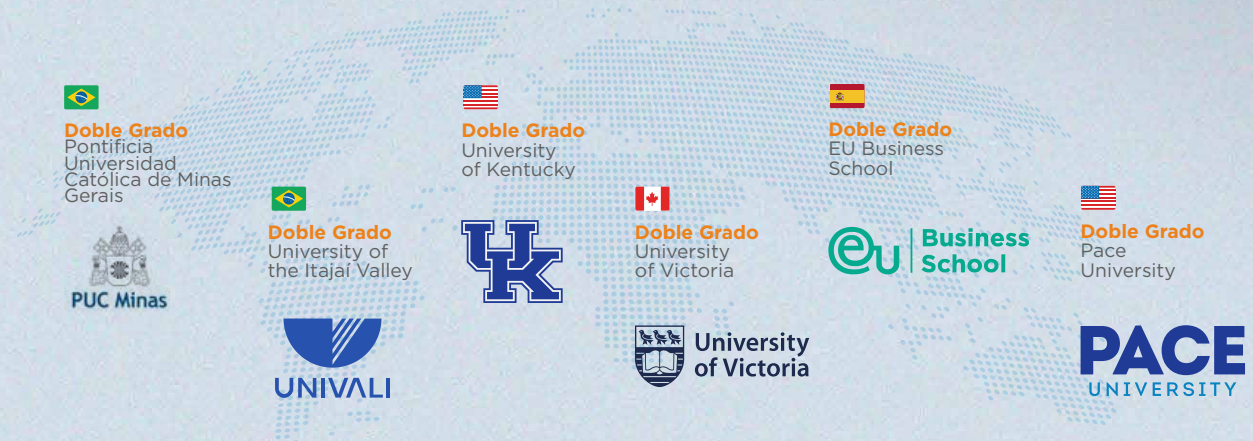 Doble Grado
Pontificia
Universidad
Católica de Minas
Gerais
PUC Minas
Doble Grado
University of
the Itajaí Valley
UNIVALI
Doble Grado
University
of Kentucky
UK
Doble Grado
University
of Victoria
University
of Victoria
Doble Grado
EU Business
School
eu Business
School
Doble Grado
Pace
University
PACE
UNIVERSITY